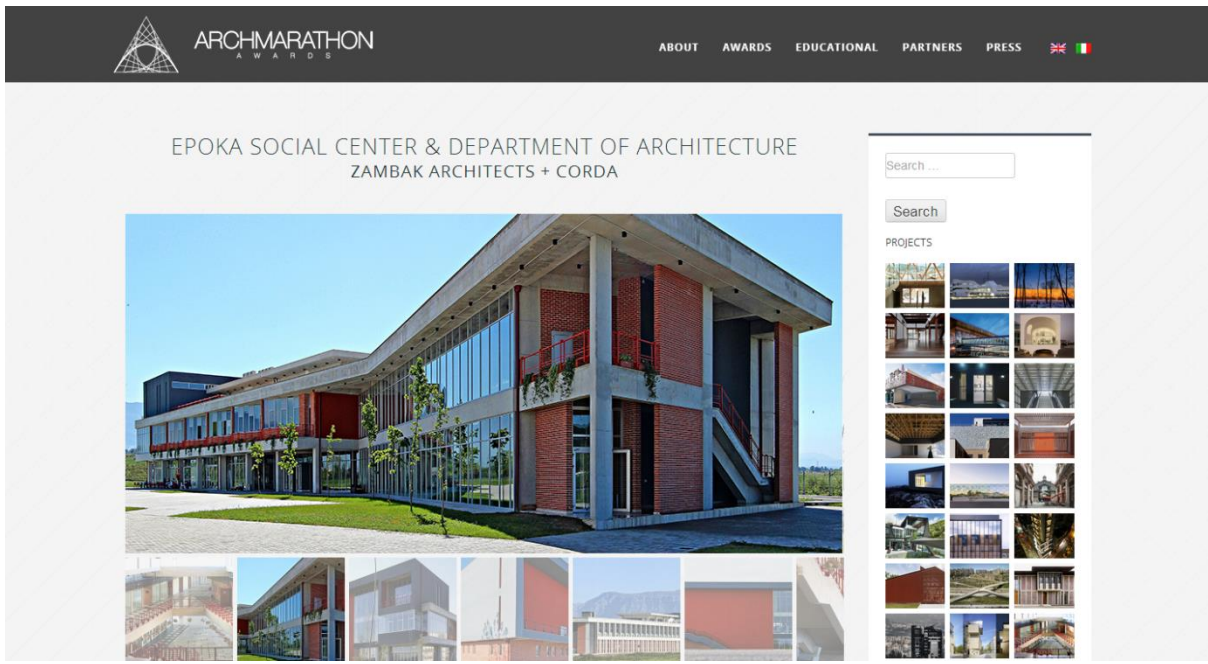 ARCHMARATHON
AWARDS
ABOUT AWARDS EDUCATIONAL PARTNERS PRESS
EPOKA SOCIAL CENTER & DEPARTMENT OF ARCHITECTURE
ZAMBAK ARCHITECTS + CORDA
Search ...
Search
PROJECTS